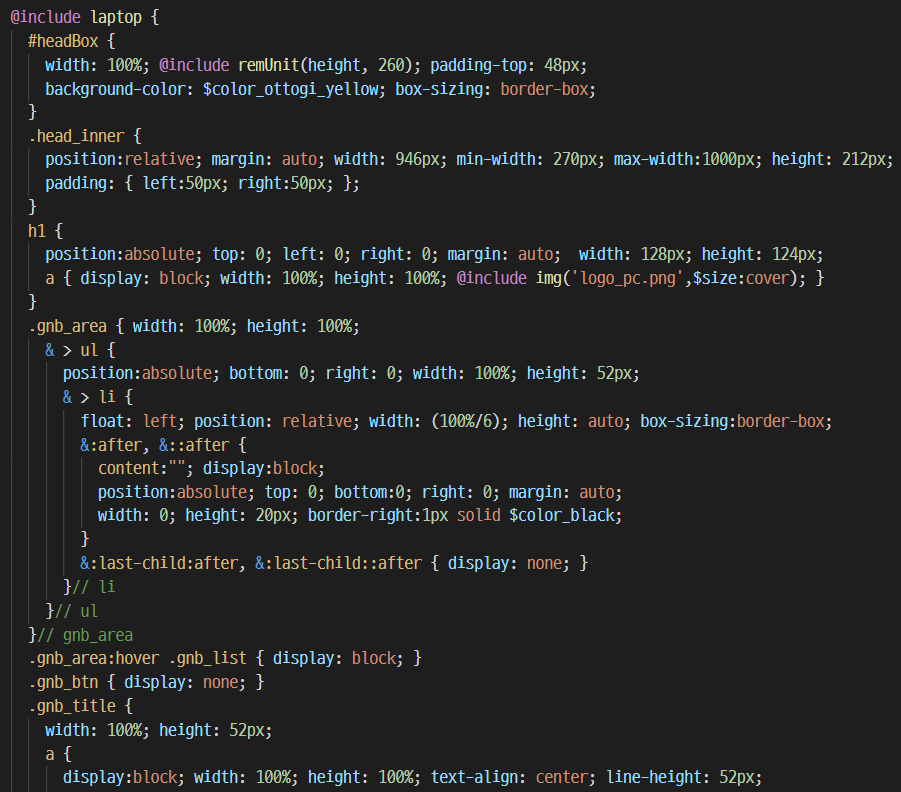 @include laptop {
#headBox {
width: 100%; @include remUnit(height, 260); padding-top: 48px;
background-color: $color_ottogi_yellow; box-sizing: border-box;
}
.head_inner {
position:relative; margin: auto; width: 946px; min-width: 270px; max-width:1000px; height: 212px;
padding: { left:50px; right:50px; };
}
h1 {
position:absolute; top: 0; left: 0; right: 0; margin: auto;  width: 128px; height: 124px;
a { display: block; width: 100%; height: 100%; @include img('logo_pc.png',$size:cover); }
}
.gnb_area { width: 100%; height: 100%;
& > ul {
position:absolute; bottom: 0; right: 0; width: 100%; height: 52px;
& > li {
float: left; position: relative; width: (100%/6); height: auto; box-sizing:border-box;
&:after, &::after {
content:""; display:block;
position:absolute; top: 0; bottom:0; right: 0; margin: auto;
width: 0; height: 20px; border-right:1px solid $color_black;
}
&:last-child:after, &:last-child::after { display: none; }
}// li
}// ul
}// gnb_area
.gnb_area:hover .gnb_list { display: block; }
.gnb_btn { display: none; }
.gnb_title {
width: 100%; height: 52px;
a {
display:block; width: 100%; height: 100%; text-align: center; line-height: 52px;